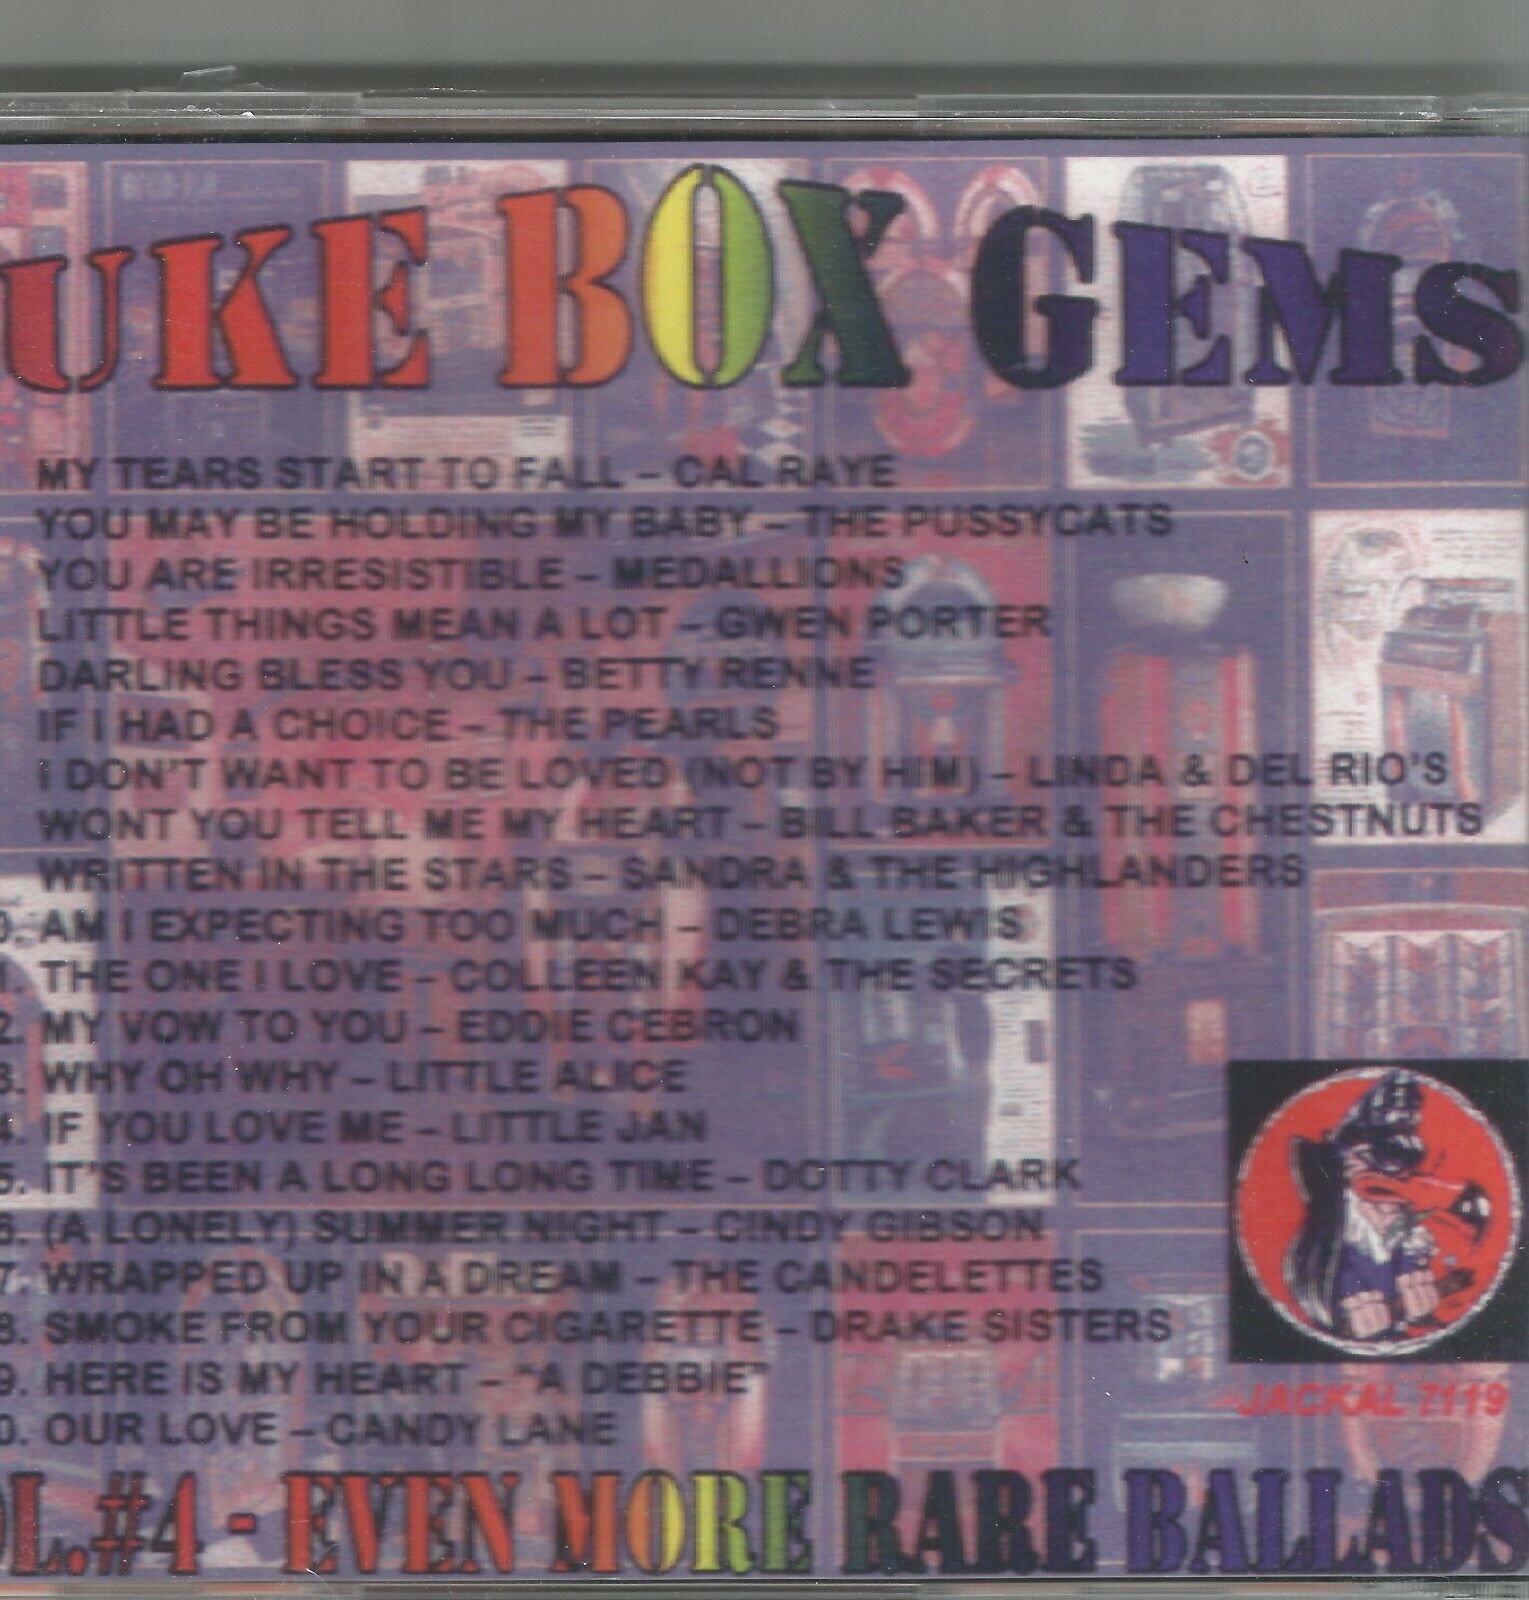 UKE BOX GEMS
MY TEARS START TO FALL – CAL RAYE
YOU MAY BE HOLDING MY BABY – THE PUSSYCATS
YOU ARE IRRESISTIBLE – MEDALLIONS
LITTLE THINGS MEAN A LOT – GWEN PORTER
DARLING BLESS YOU – BETTY RENNE
IF I HAD A CHOICE – THE PEARLS
I DON'T WANT TO BE LOVED (NOT BY HIM) – LINDA & DEL RIO'S
WONT YOU TELL ME MY HEART – BILL BAKER & THE CHESTNUTS
WRITTEN IN THE STARS – SANDRA & THE HIGHLANDERS
0. AM I EXPECTING TOO MUCH – DEBRA LEWIS
1. THE ONE I LOVE – COLLEEN KAY & THE SECRETS
2. MY VOW TO YOU – EDDIE CEBRON
3. WHY OH WHY – LITTLE ALICE
4. IF YOU LOVE ME – LITTLE JAN
5. IT'S BEEN A LONG LONG TIME – DOTTY CLARK
6. (A LONELY) SUMMER NIGHT – CINDY GIBSON
7. WRAPPED UP IN A DREAM – THE CANDELETTES
8. SMOKE FROM YOUR CIGARETTE – DRAKE SISTERS
9. HERE IS MY HEART – "A DEBBIE"
0. OUR LOVE – CANDY LANE
JACKAL 7119
OL.#4 - EVEN MORE RARE BALLADS